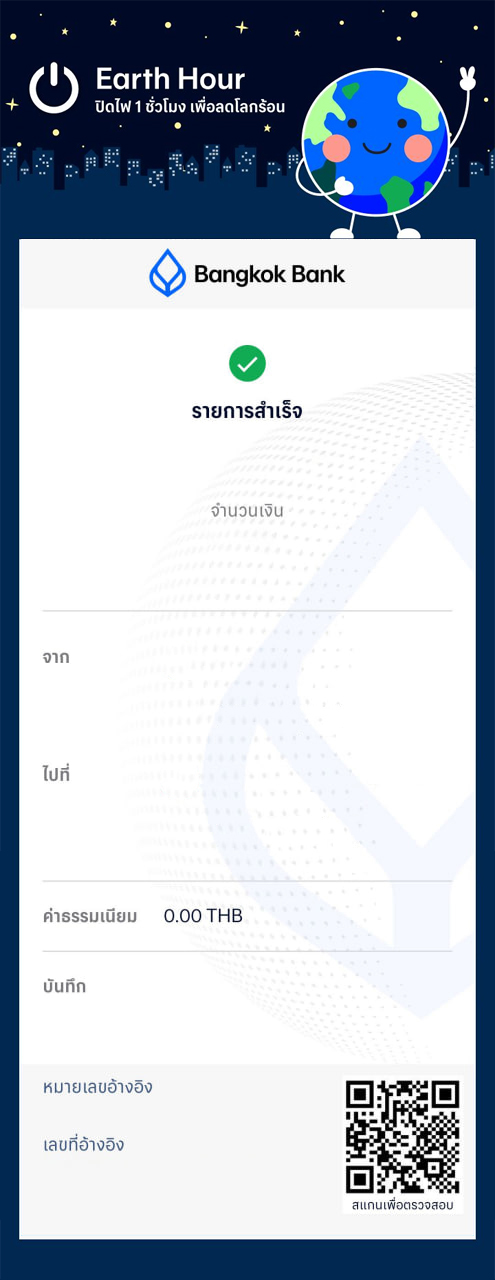 Earth Hour
ปิดไฟ 1 ชั่วโมง เพื่อลดโลกร้อน
Bangkok Bank
รายการสำเร็จ
จำนวนเงิน
จาก
ไปที่
ค่าธรรมเนียม 0.00 THB
บันทึก
หมายเลขอ้างอิง
เลขที่อ้างอิง
สแกนเพื่อตรวจสอบ